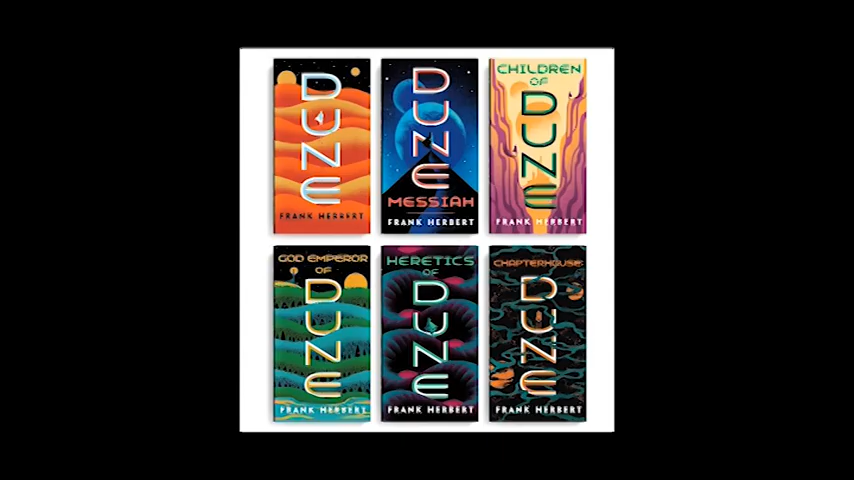 DUNE
FRANK HERBERT
DUNE
MESSIAH
FRANK HERBERT
CHILDREN
OF
DUNE
FRANK HERBERT
GOD EMPEROR
OF
DUNE
FRANK HERBERT
HERETICS
OF
DUNE
FRANK HERBERT
CHAPTERHOUSE:
DUNE
FRANK HERBERT